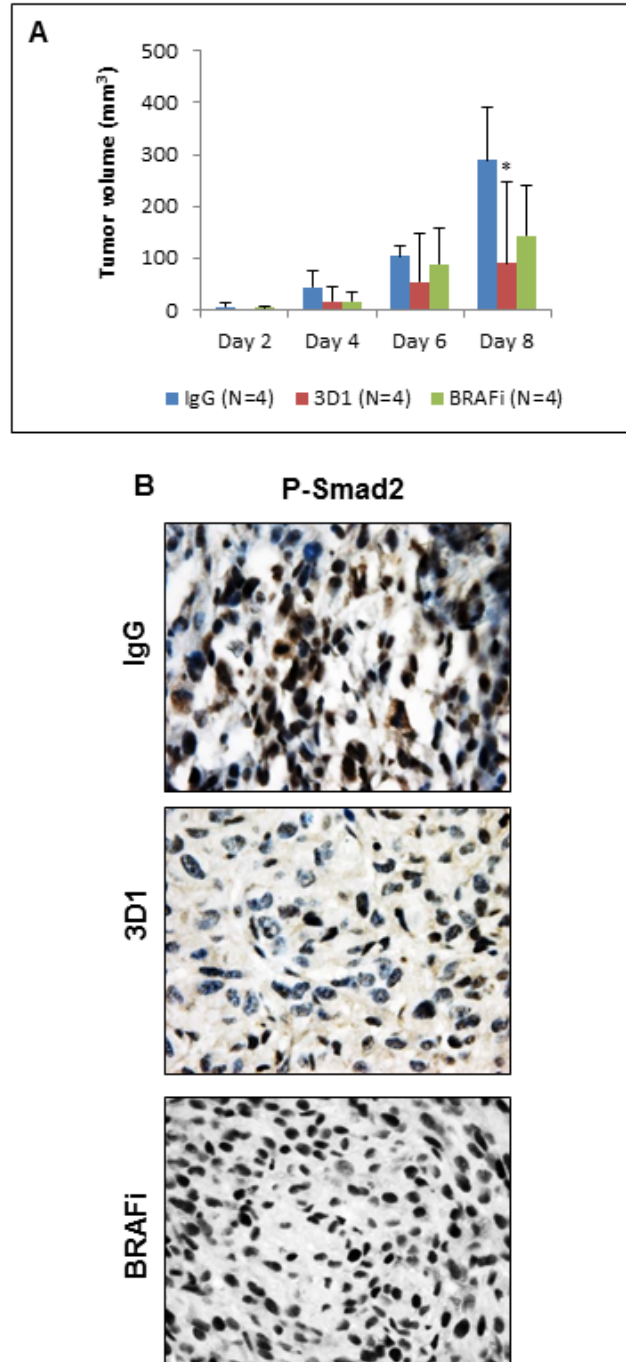 A
Tumor volume (mm³)
500
400
300
200
100
0
*
Day 2 Day 4 Day 6 Day 8
IgG (N=4) 3D1 (N=4) BRAFi (N=4)
B
P-Smad2
IgG
3D1
BRAFi